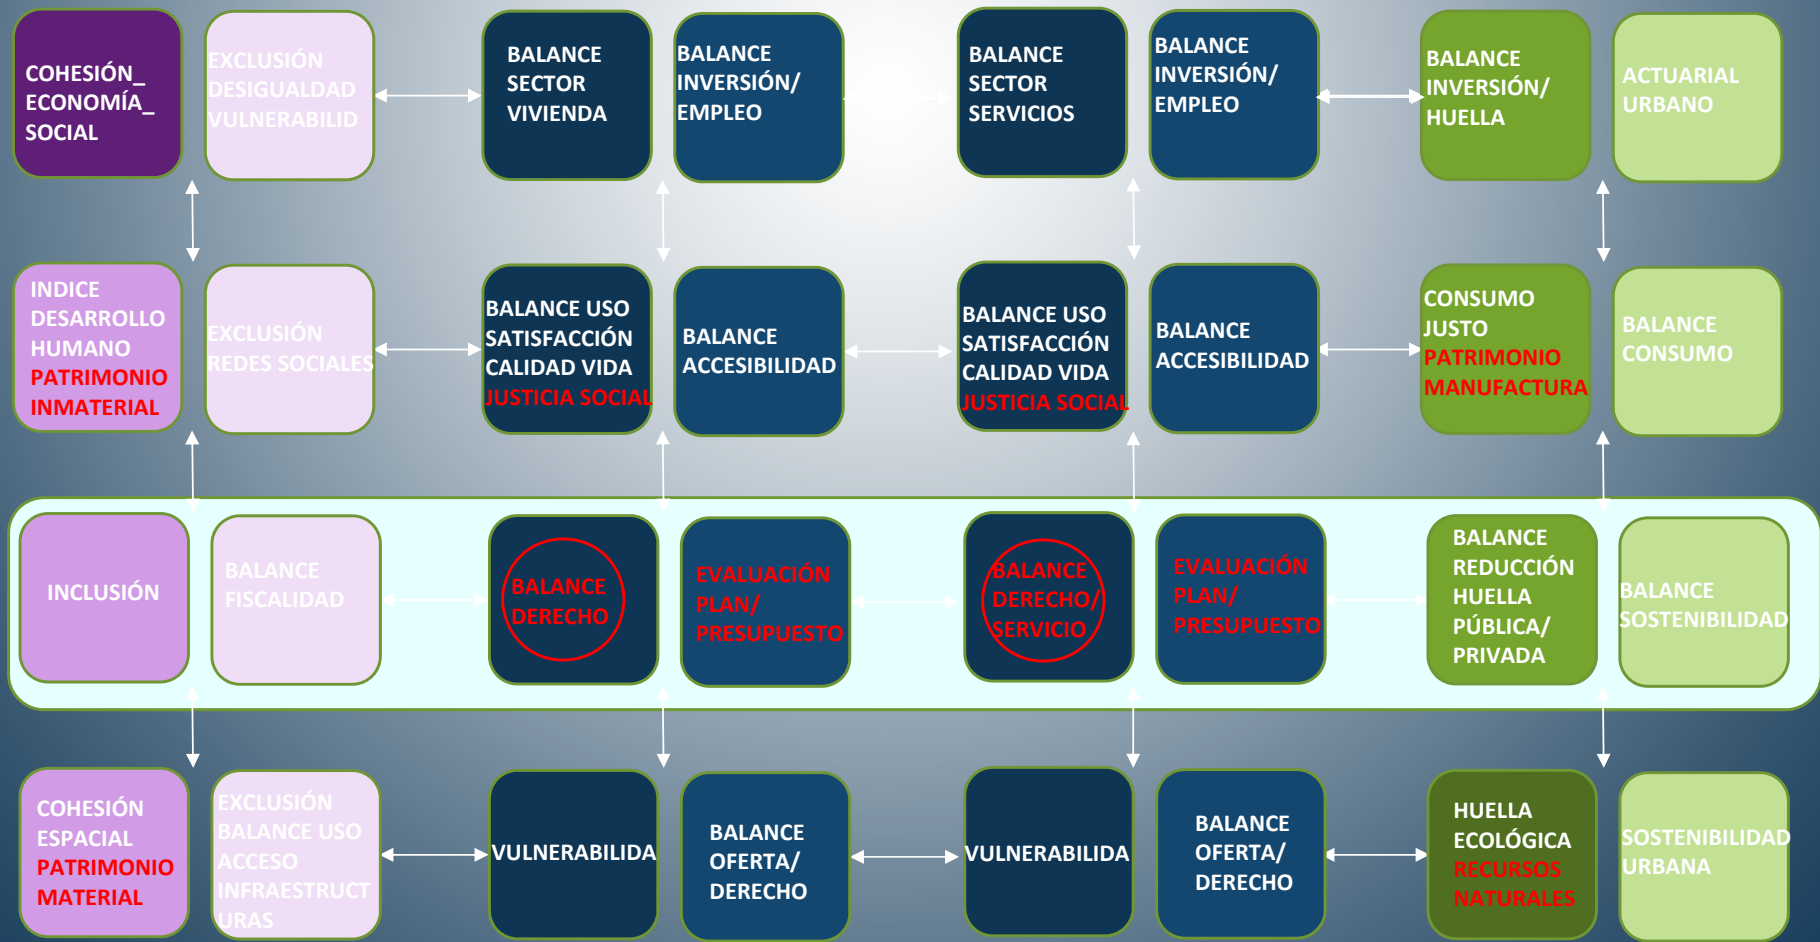 COHESIÓN_
ECONOMÍA_
SOCIAL
EXCLUSIÓN
DESIGUALDAD
VULNERABILID
BALANCE
SECTOR
VIVIENDA
BALANCE
INVERSIÓN/
EMPLEO
BALANCE
SECTOR
SERVICIOS
BALANCE
INVERSIÓN/
EMPLEO
BALANCE
INVERSIÓN/
HUELLA
ACTUARIAL
URBANO
INDICE
DESARROLLO
HUMANO
PATRIMONIO
INMATERIAL
EXCLUSIÓN
REDES SOCIALES
BALANCE USO
SATISFACCIÓN
CALIDAD VIDA
JUSTICIA SOCIAL
BALANCE
ACCESIBILIDAD
BALANCE USO
SATISFACCIÓN
CALIDAD VIDA
JUSTICIA SOCIAL
BALANCE
ACCESIBILIDAD
CONSUMO
JUSTO
PATRIMONIO
MANUFACTURA
BALANCE
CONSUMO
INCLUSIÓN
BALANCE
FISCALIDAD
BALANCE
DERECHO
EVALUACIÓN
PLAN/
PRESUPUESTO
BALANCE
DERECHO/
SERVICIO
EVALUACIÓN
PLAN/
PRESUPUESTO
BALANCE
REDUCCIÓN
HUELLA
PÚBLICA/
PRIVADA
BALANCE
SOSTENIBILIDAD
COHESIÓN
ESPACIAL
PATRIMONIO
MATERIAL
EXCLUSIÓN
BALANCE USO
ACCESO
INFRAESTRUCT
URAS
VULNERABILIDA
BALANCE
OFERTA/
DERECHO
VULNERABILIDA
BALANCE
OFERTA/
DERECHO
HUELLA
ECOLÓGICA
RECURSOS
NATURALES
SOSTENIBILIDAD
URBANA